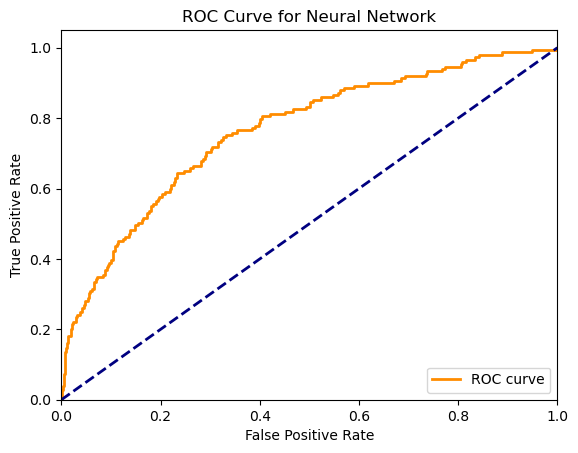 ROC Curve for Neural Network
True Positive Rate
1.0
0.8
0.6
0.4
0.2
0.0
0.0 0.2 0.4 0.6 0.8 1.0
False Positive Rate
ROC curve